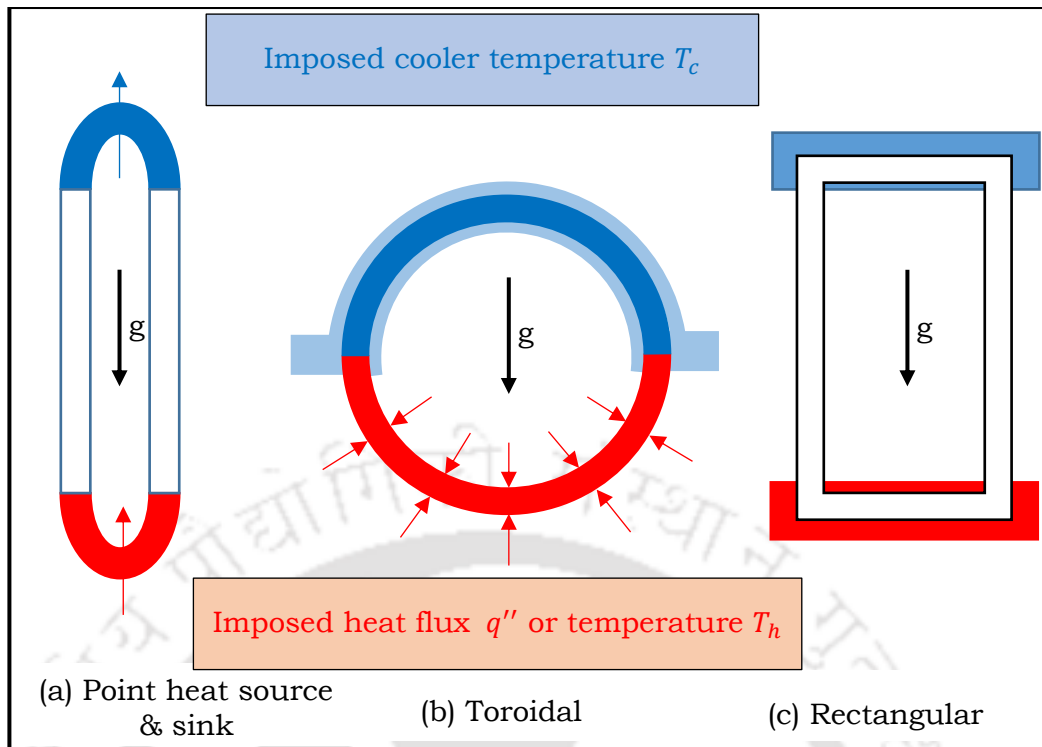 Imposed cooler temperature T_c
g
g
g
Imposed heat flux q'' or temperature T_h
(a) Point heat source
& sink
(b) Toroidal
(c) Rectangular